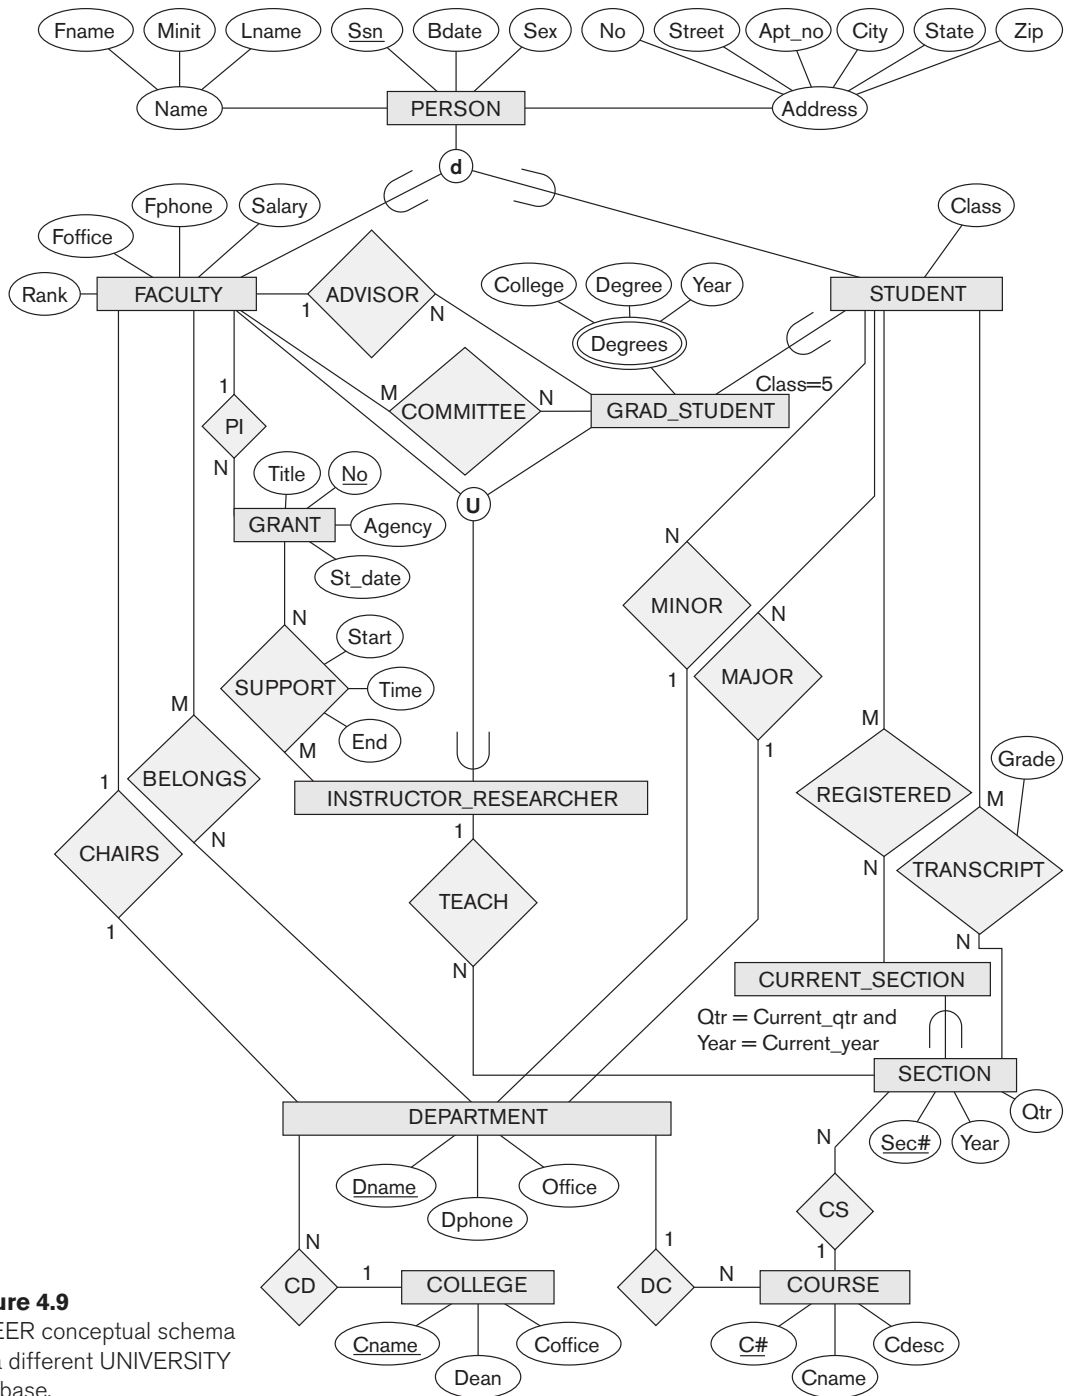 Fname Minit Lname Ssn Bdate Sex No Street Apt_no City State Zip
Name PERSON Address
d
Fphone Salary Class
Foffice
College Degree Year
Rank FACULTY ADVISOR STUDENT
1 N
Degrees
1 M N Class=5
COMMITTEE GRAD_STUDENT
PI
N Title No
U
GRANT Agency
N
St_date
MINOR
N N
Start
1 MAJOR
SUPPORT Time
M M
End
M 1
1 BELONGS Grade
REGISTERED M
INSTRUCTOR_RESEARCHER
1
N
CHAIRS
N TRANSCRIPT
TEACH
1 N
N
CURRENT_SECTION
Qtr = Current_qtr and
Year = Current_year
SECTION
DEPARTMENT Qtr
N Sec# Year
Dname Office
Dphone CS
N 1 1
CD 1 COLLEGE DC N COURSE
ure 4.9
EER conceptual schema
a different UNIVERSITY
base.
Cname Coffice C# Cdesc
Dean Cname